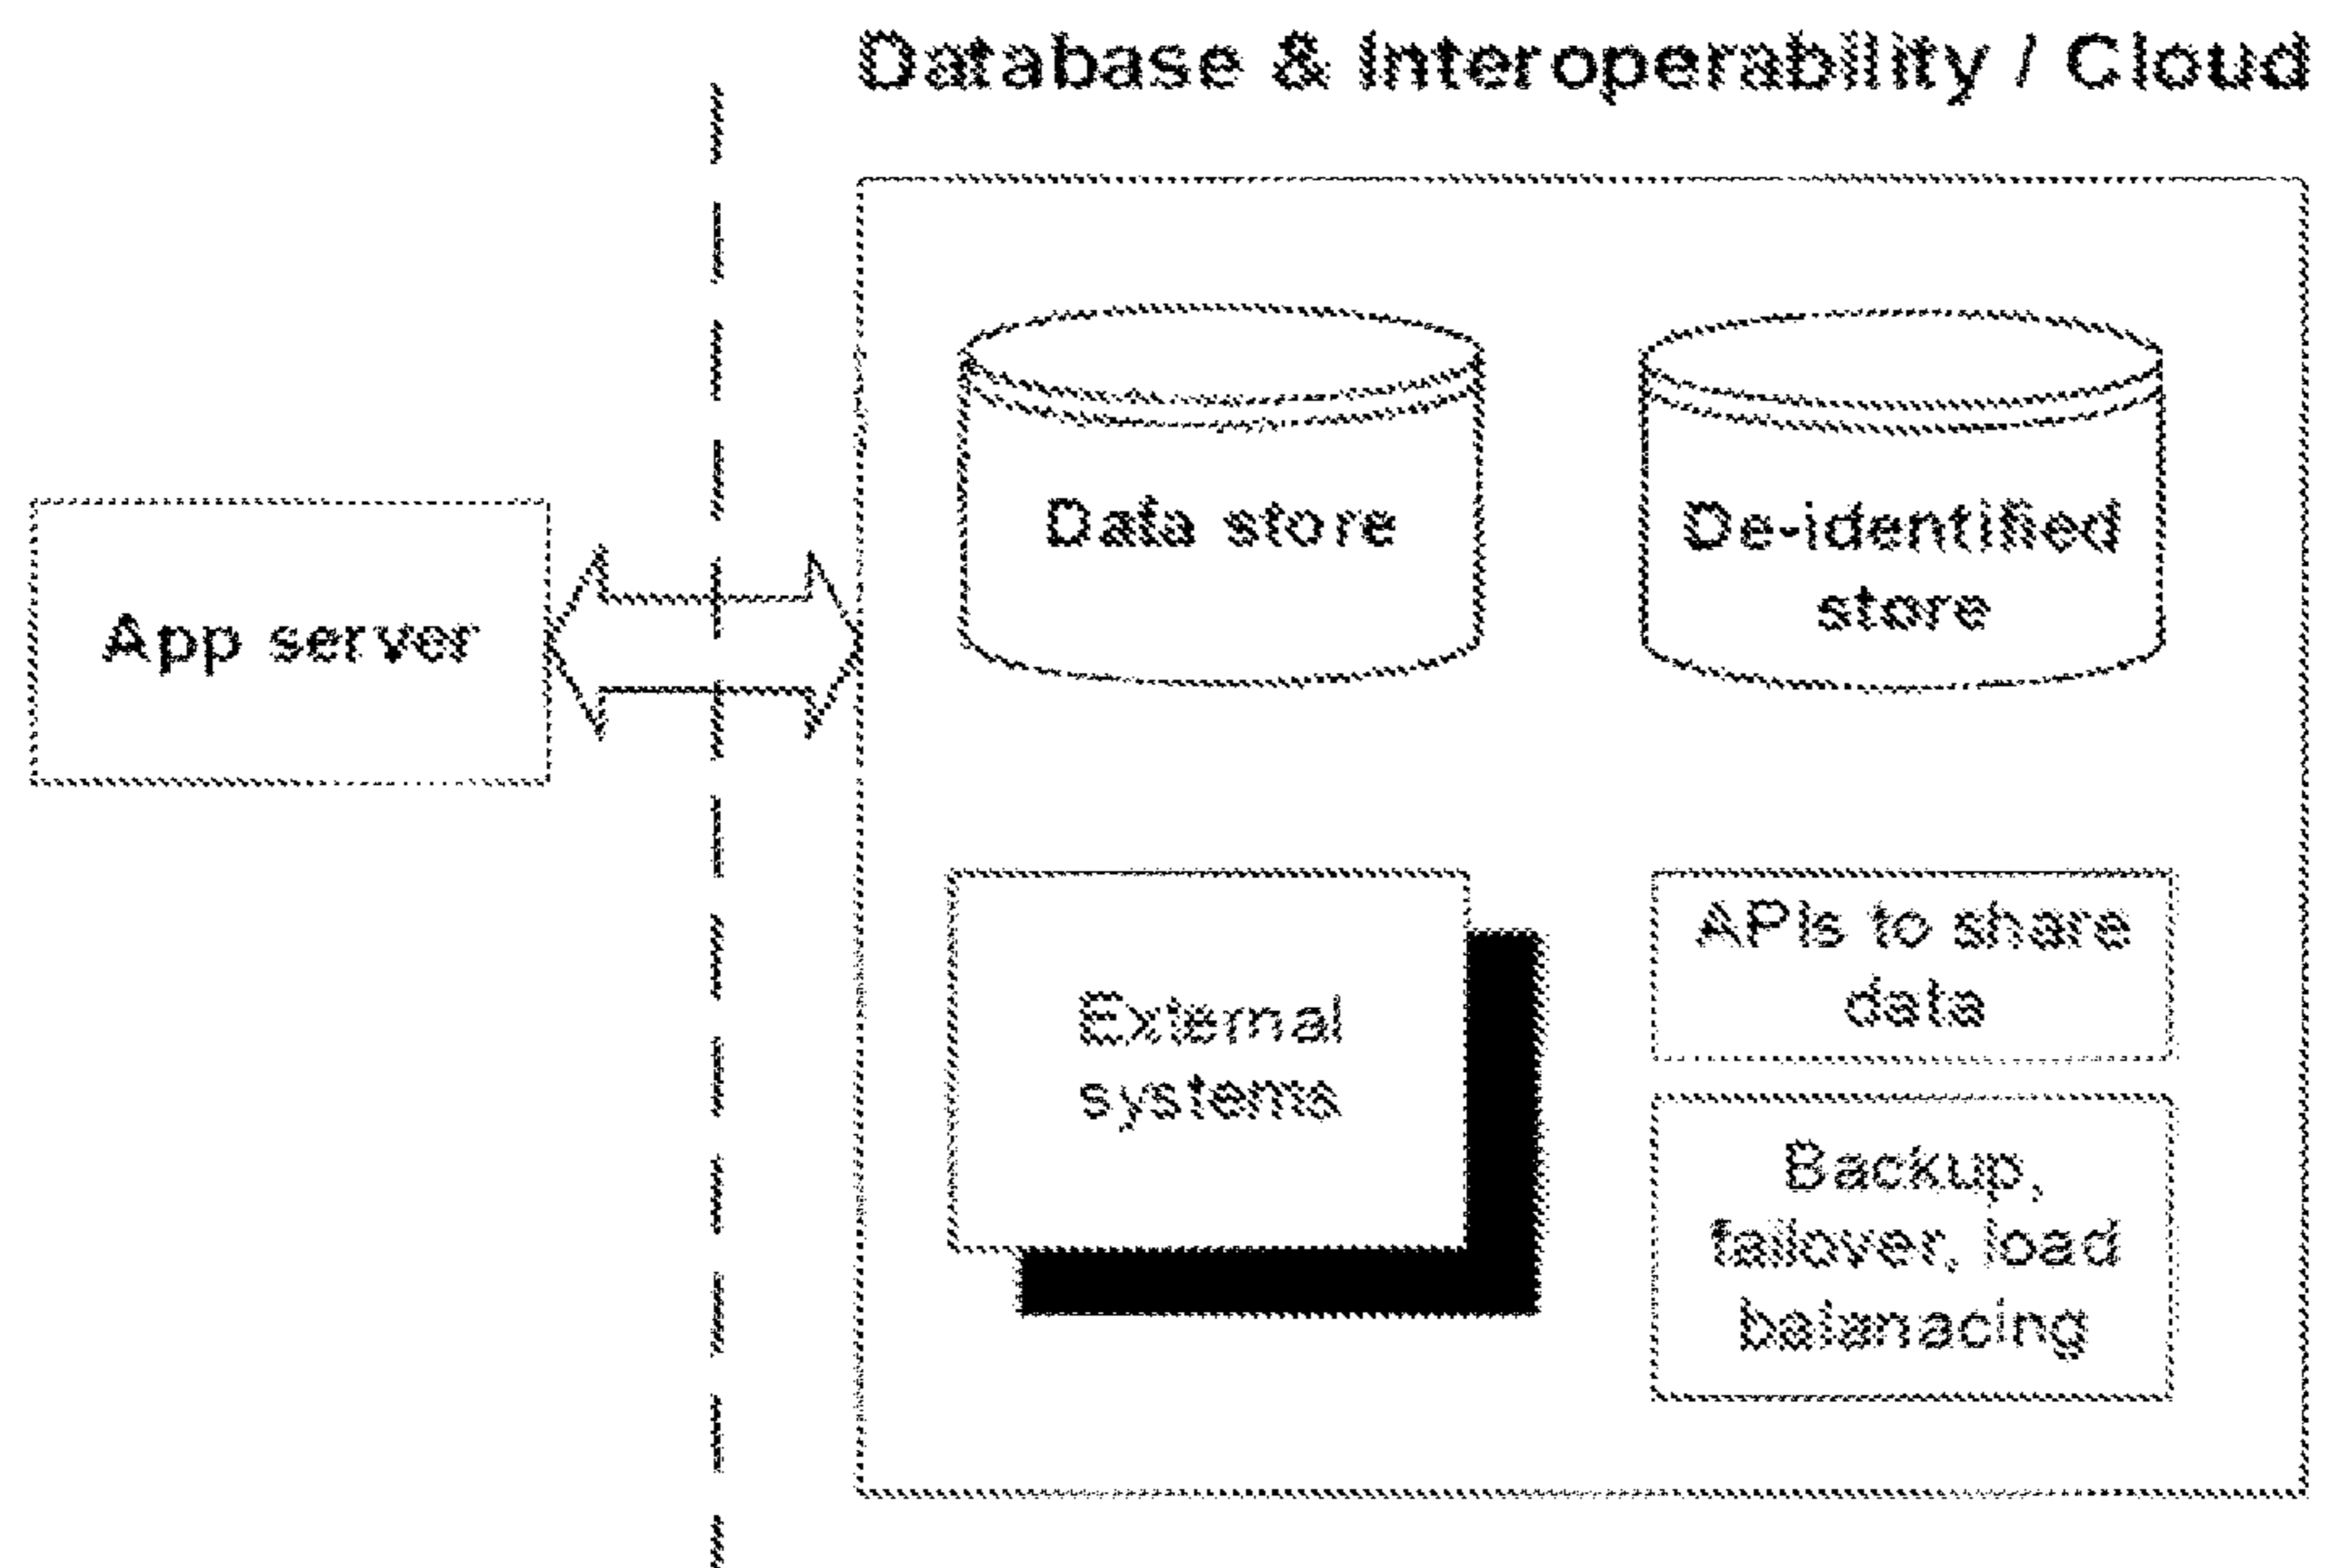 Database & Interoperability / Cloud
App server
Data store
De-identified
store
External
systems
APIs to share
data
Backup,
failover, load
balanacing